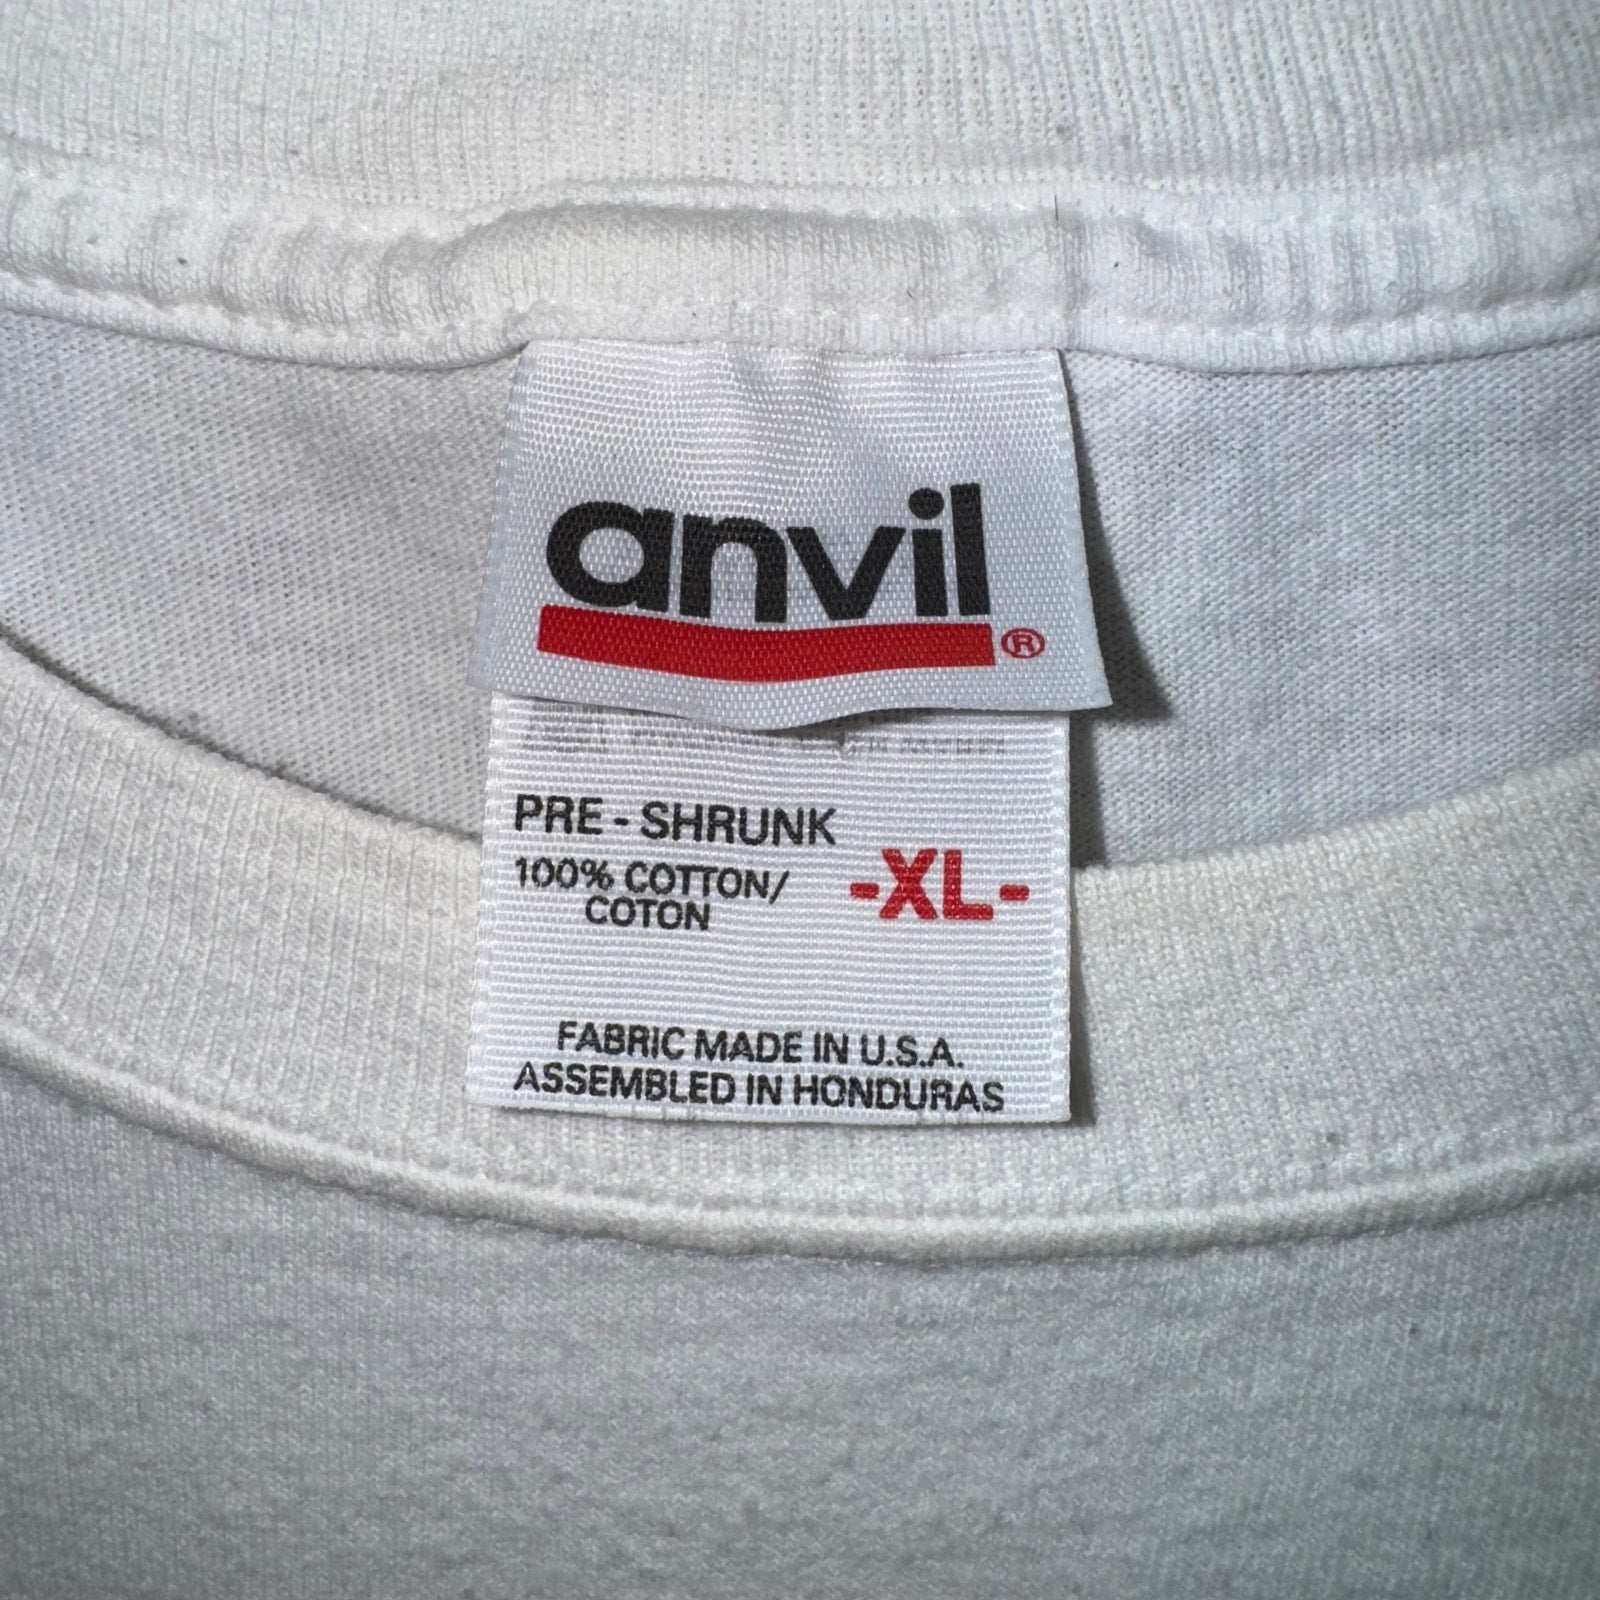 anvil®
PRE - SHRUNK
100% COTTON/
COTON
-XL-
FABRIC MADE IN U.S.A.
ASSEMBLED IN HONDURAS